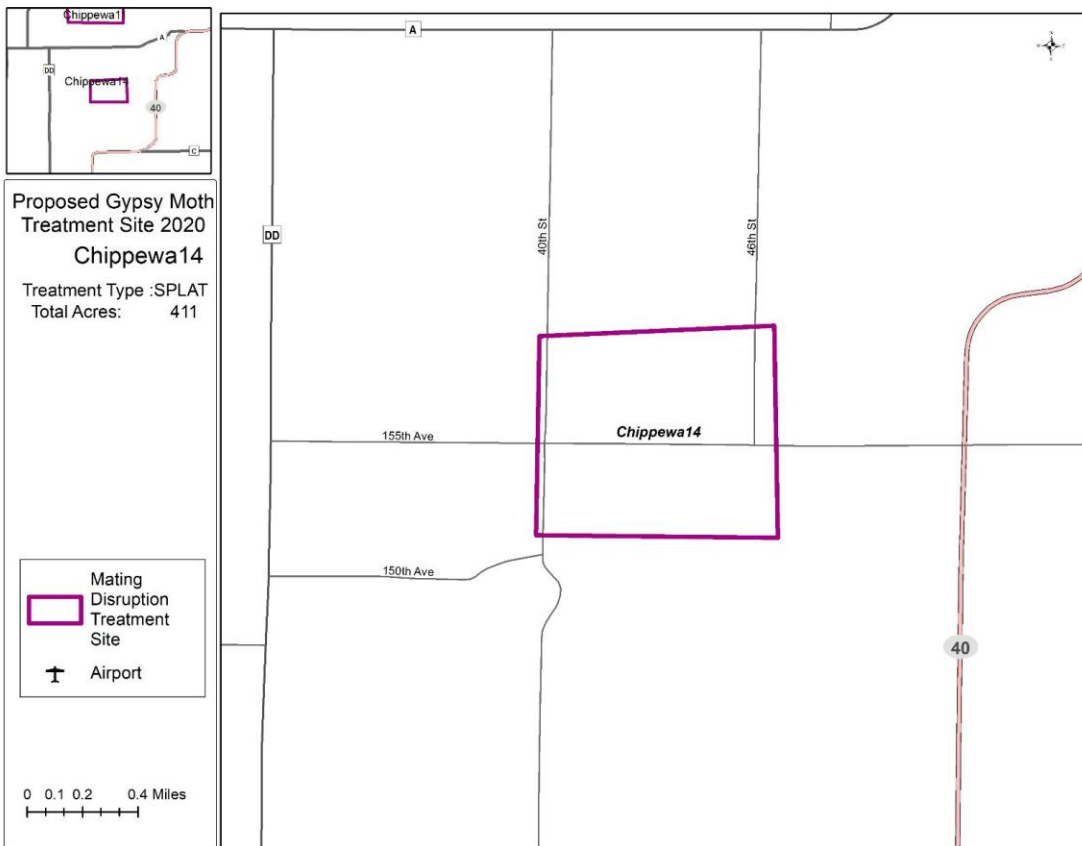 Chippewa1
A
DD
Chippewa14
40
C
Proposed Gypsy Moth
Treatment Site 2020
Chippewa14
Treatment Type :SPLAT
Total Acres: 411
Mating
Disruption
Treatment
Site
Airport
0 0.1 0.2 0.4 Miles
A
DD
40th St
46th St
155th Ave
Chippewa14
150th Ave
40